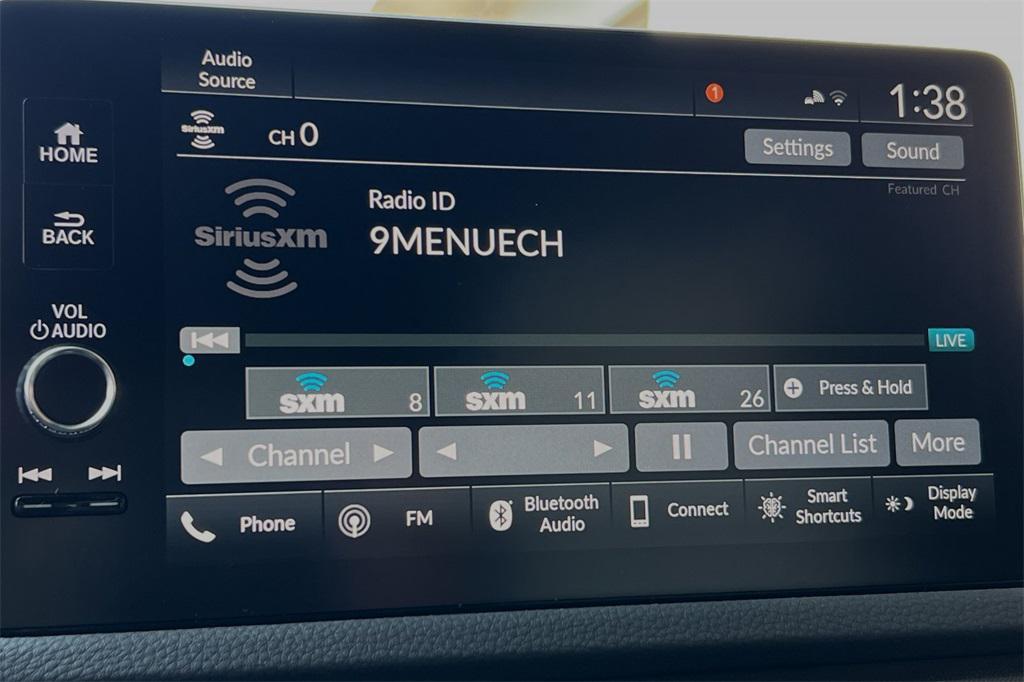 Audio
Source
1
1:38
HOME
SiriusXM
CH 0
Settings
Sound
Featured CH
BACK
SiriusXM
Radio ID
9MENUECH
VOL
AUDIO
LIVE
sxm 8
sxm 11
sxm 26
Press & Hold
Channel
Channel List
More
Phone
FM
Bluetooth
Audio
Connect
Smart
Shortcuts
Display
Mode